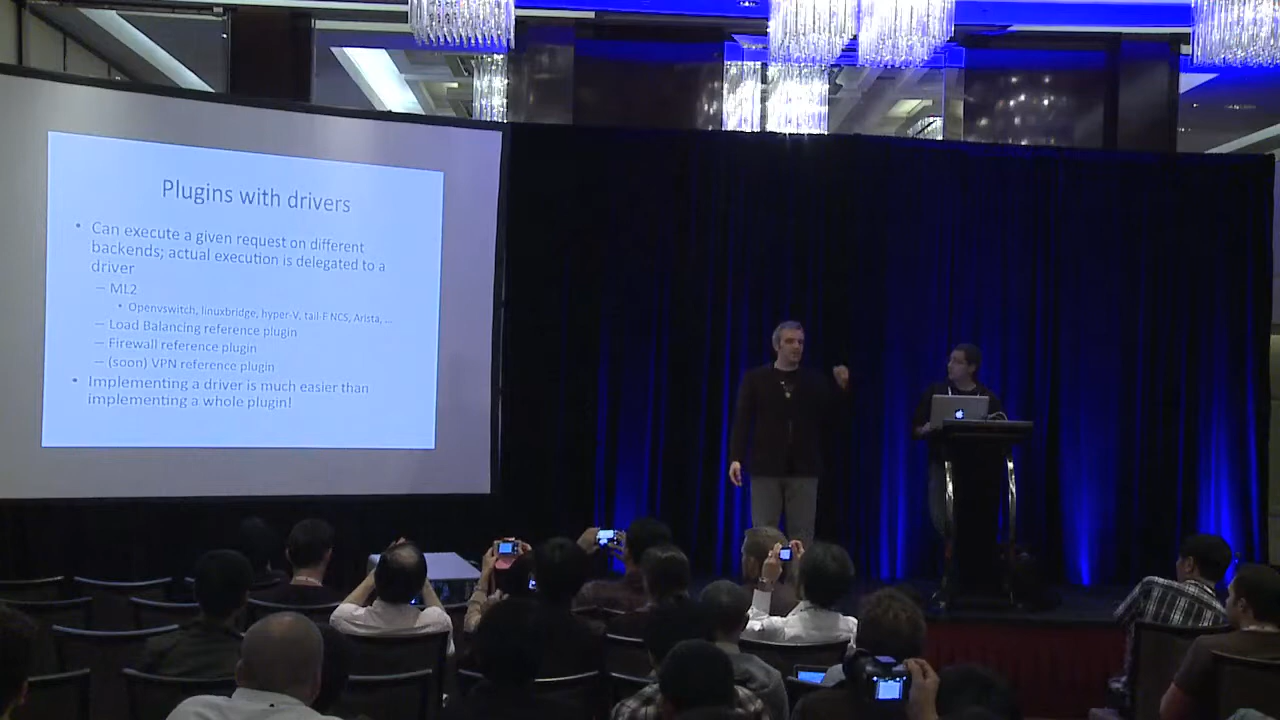 Plugins with drivers
• Can execute a given request on different
backends; actual execution is delegated to a
driver
– ML2
• Openvswitch, linuxbridge, hyper-V, tail-F NCS, Arista, ...
– Load Balancing reference plugin
– Firewall reference plugin
– (soon) VPN reference plugin
• Implementing a driver is much easier than
implementing a whole plugin!